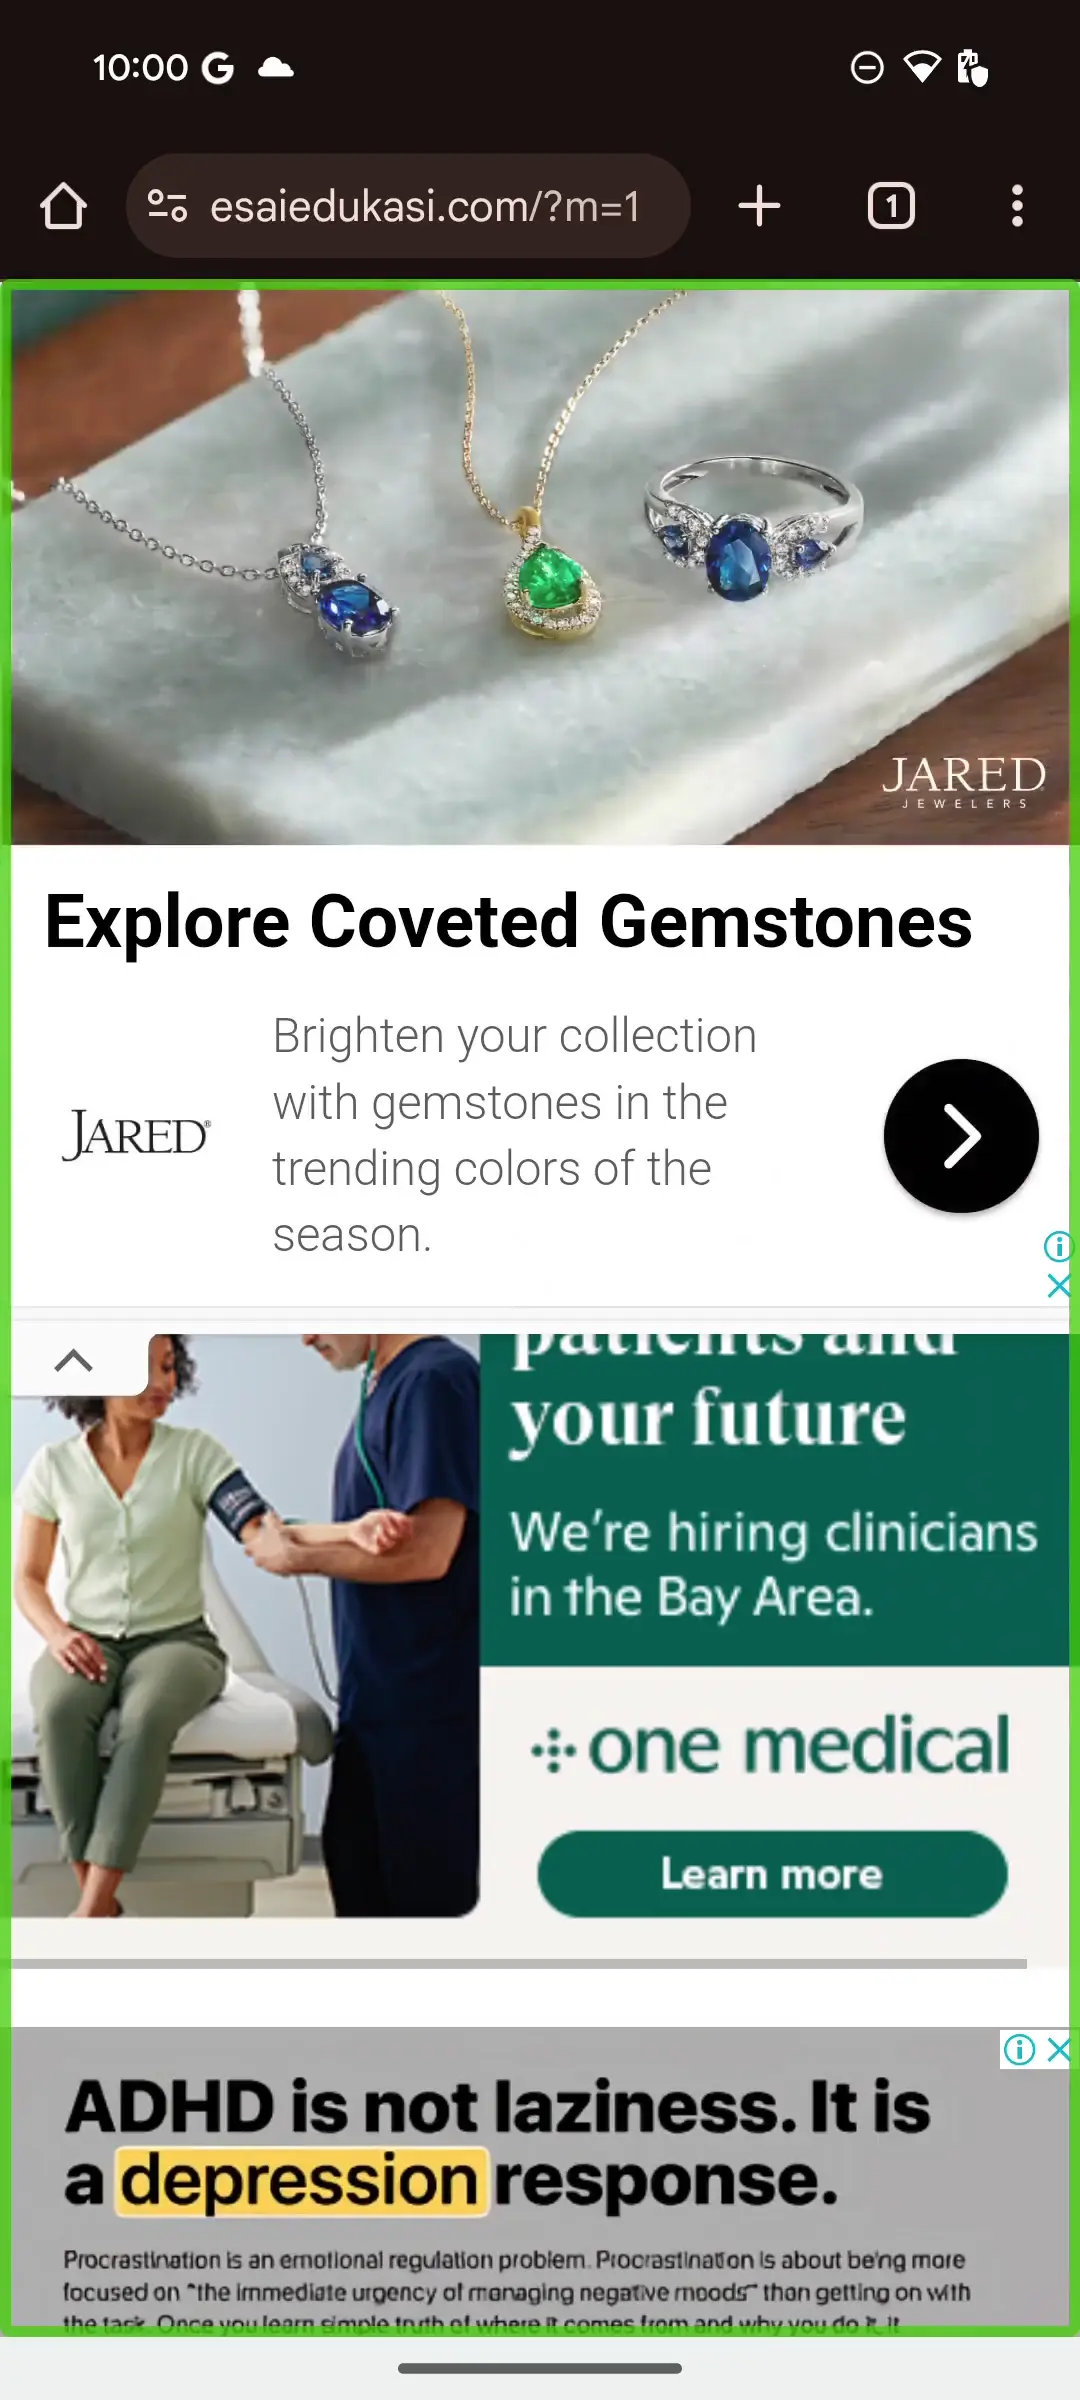 10:00
esaiedukasi.com/?m=1
1
JARED
JEWELERS
Explore Coveted Gemstones
JARED®
Brighten your collection
with gemstones in the
trending colors of the
season.
patients and
your future
We're hiring clinicians
in the Bay Area.
one medical
Learn more
ADHD is not laziness. It is
a depression response.
Procrastination is an emotional regulation problem. Procrastination is about being more
focused on "the immediate urgency of managing negative moods" than getting on with
the task. Once you learn simple truth of where it comes from and why you do it, it